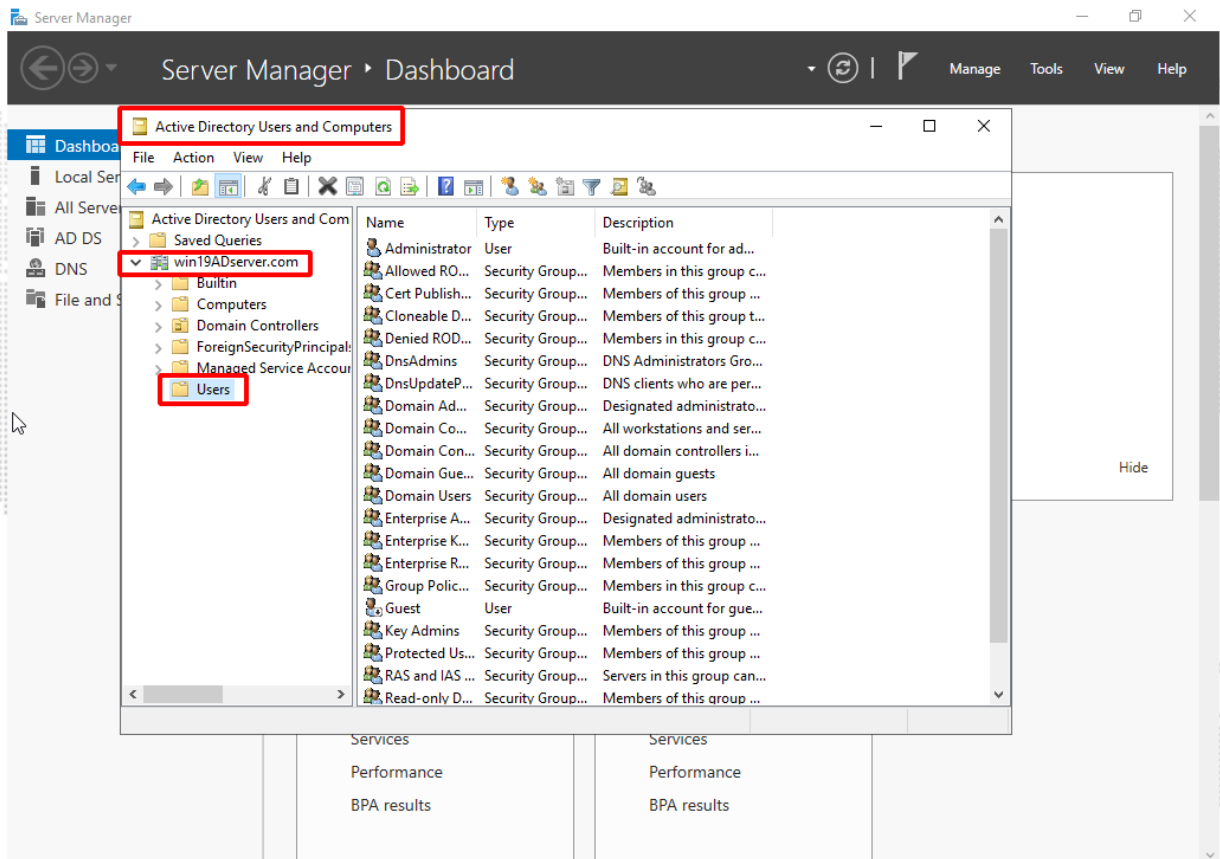 Server Manager
Server Manager • Dashboard
Manage Tools View Help
Dashboa
Local Ser
All Server
AD DS
DNS
File and S
Active Directory Users and Computers
File Action View Help
Active Directory Users and Com
Saved Queries
win19ADserver.com
Builtin
Computers
Domain Controllers
ForeignSecurityPrincipals
Managed Service Accour
Users
Name Type Description
Administrator User Built-in account for ad...
Allowed RO... Security Group... Members in this group c...
Cert Publish... Security Group... Members of this group ...
Cloneable D... Security Group... Members of this group t...
Denied ROD... Security Group... Members in this group c...
DnsAdmins Security Group... DNS Administrators Gro...
DnsUpdateP... Security Group... DNS clients who are per...
Domain Ad... Security Group... Designated administrato...
Domain Co... Security Group... All workstations and ser...
Domain Con... Security Group... All domain controllers i...
Domain Gue... Security Group... All domain guests
Domain Users Security Group... All domain users
Enterprise A... Security Group... Designated administrato...
Enterprise K... Security Group... Members of this group ...
Enterprise R... Security Group... Members of this group ...
Group Polic... Security Group... Members in this group c...
Guest User Built-in account for gue...
Key Admins Security Group... Members of this group ...
Protected Us... Security Group... Members of this group ...
RAS and IAS ... Security Group... Servers in this group can...
Read-only D... Security Group... Members of this group ...
Hide
Services Services
Performance Performance
BPA results BPA results